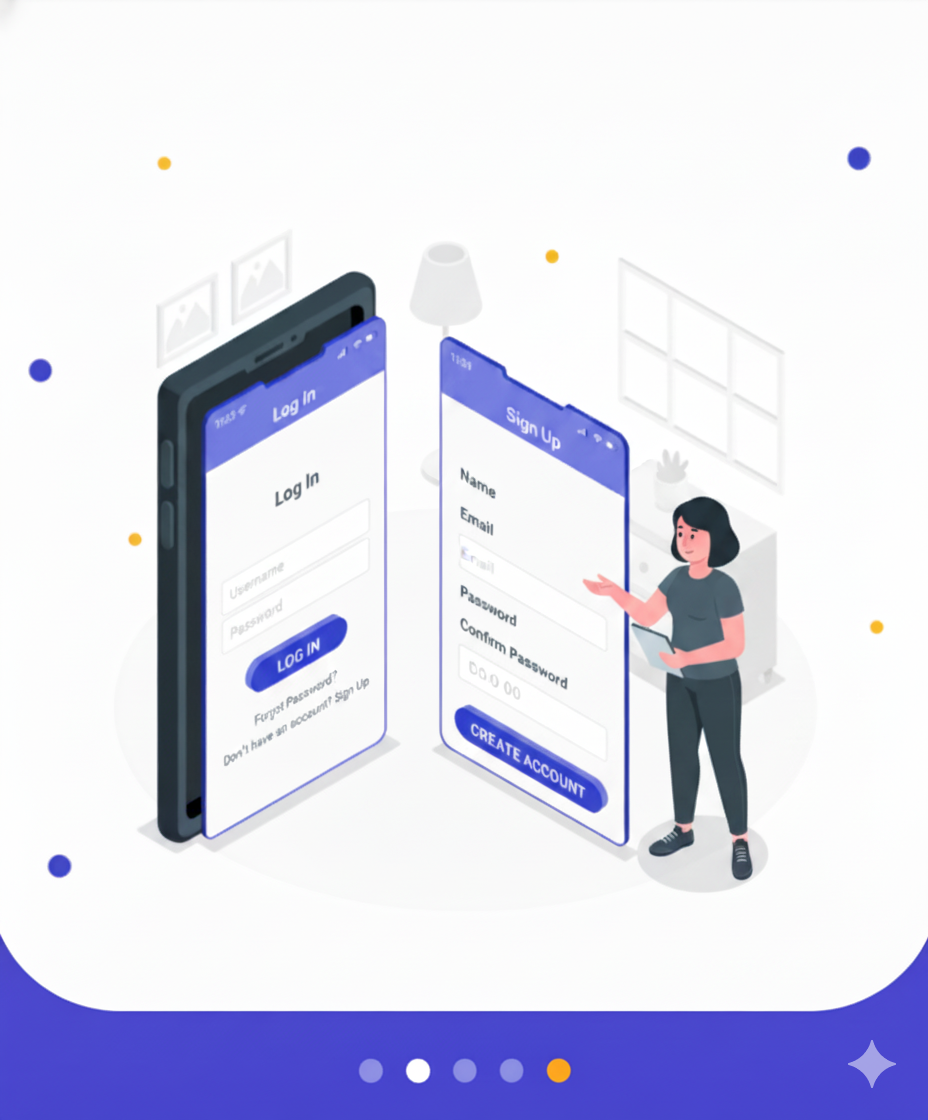 Log In
Log In
Username
Password
LOG IN
Forgot Password?
Don't have an account? Sign Up
Sign Up
Name
Email
Email
Password
Confirm Password
CREATE ACCOUNT